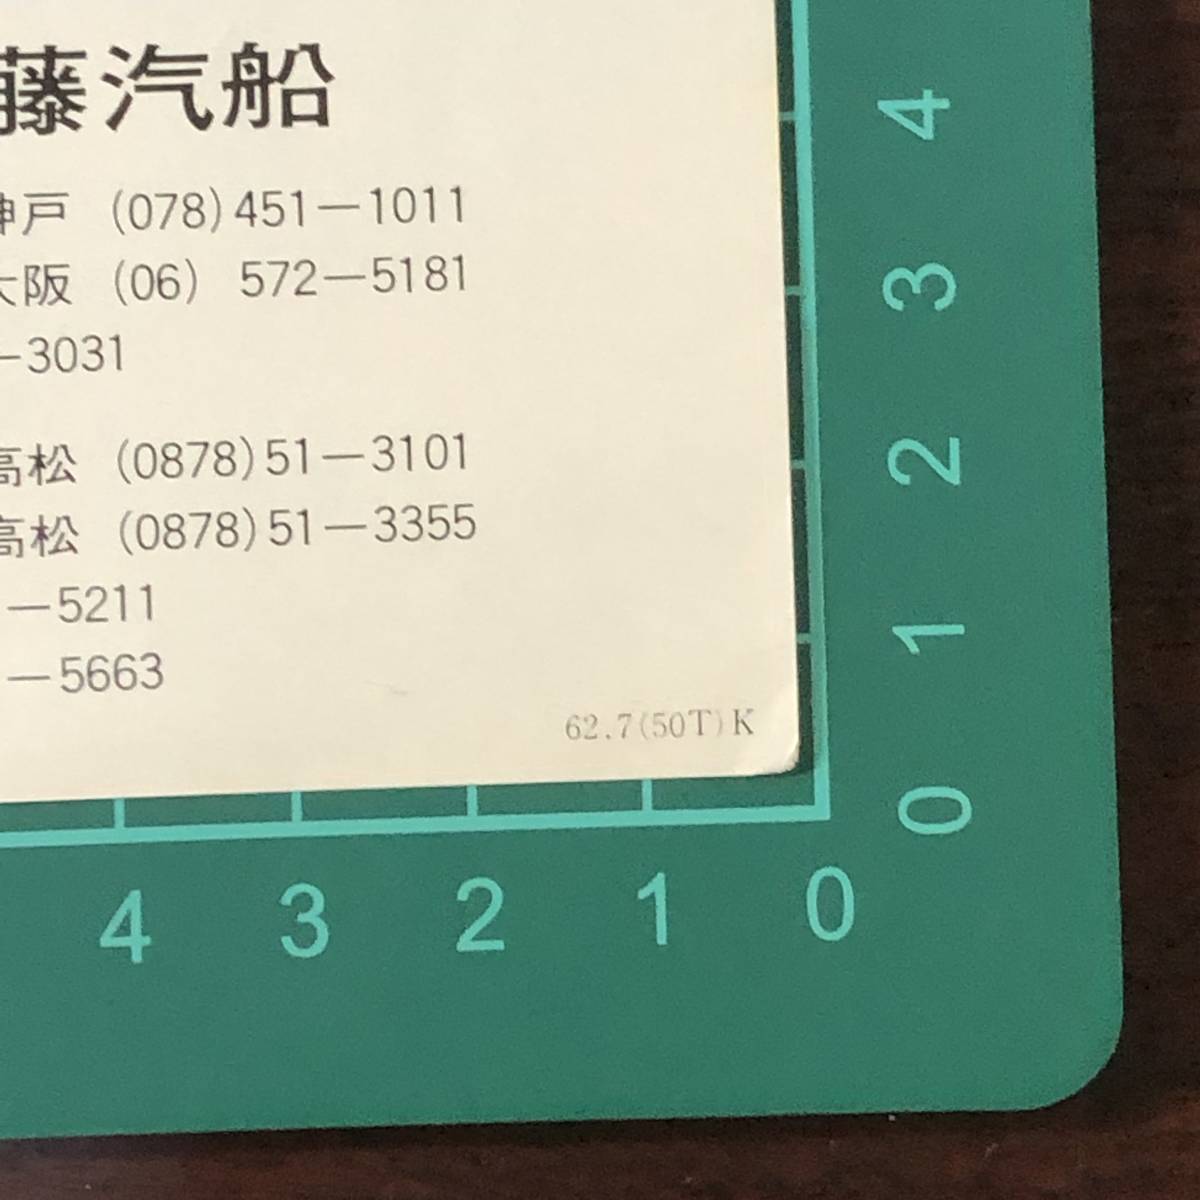 藤汽船
神戸 (078)451－1011
大阪 (06) 572－5181
－3031
高松 (0878)51－3101
高松 (0878)51－3355
－5211
－5663
62.7(50T)K
4
3
2
1
0
4 3 2 1 0